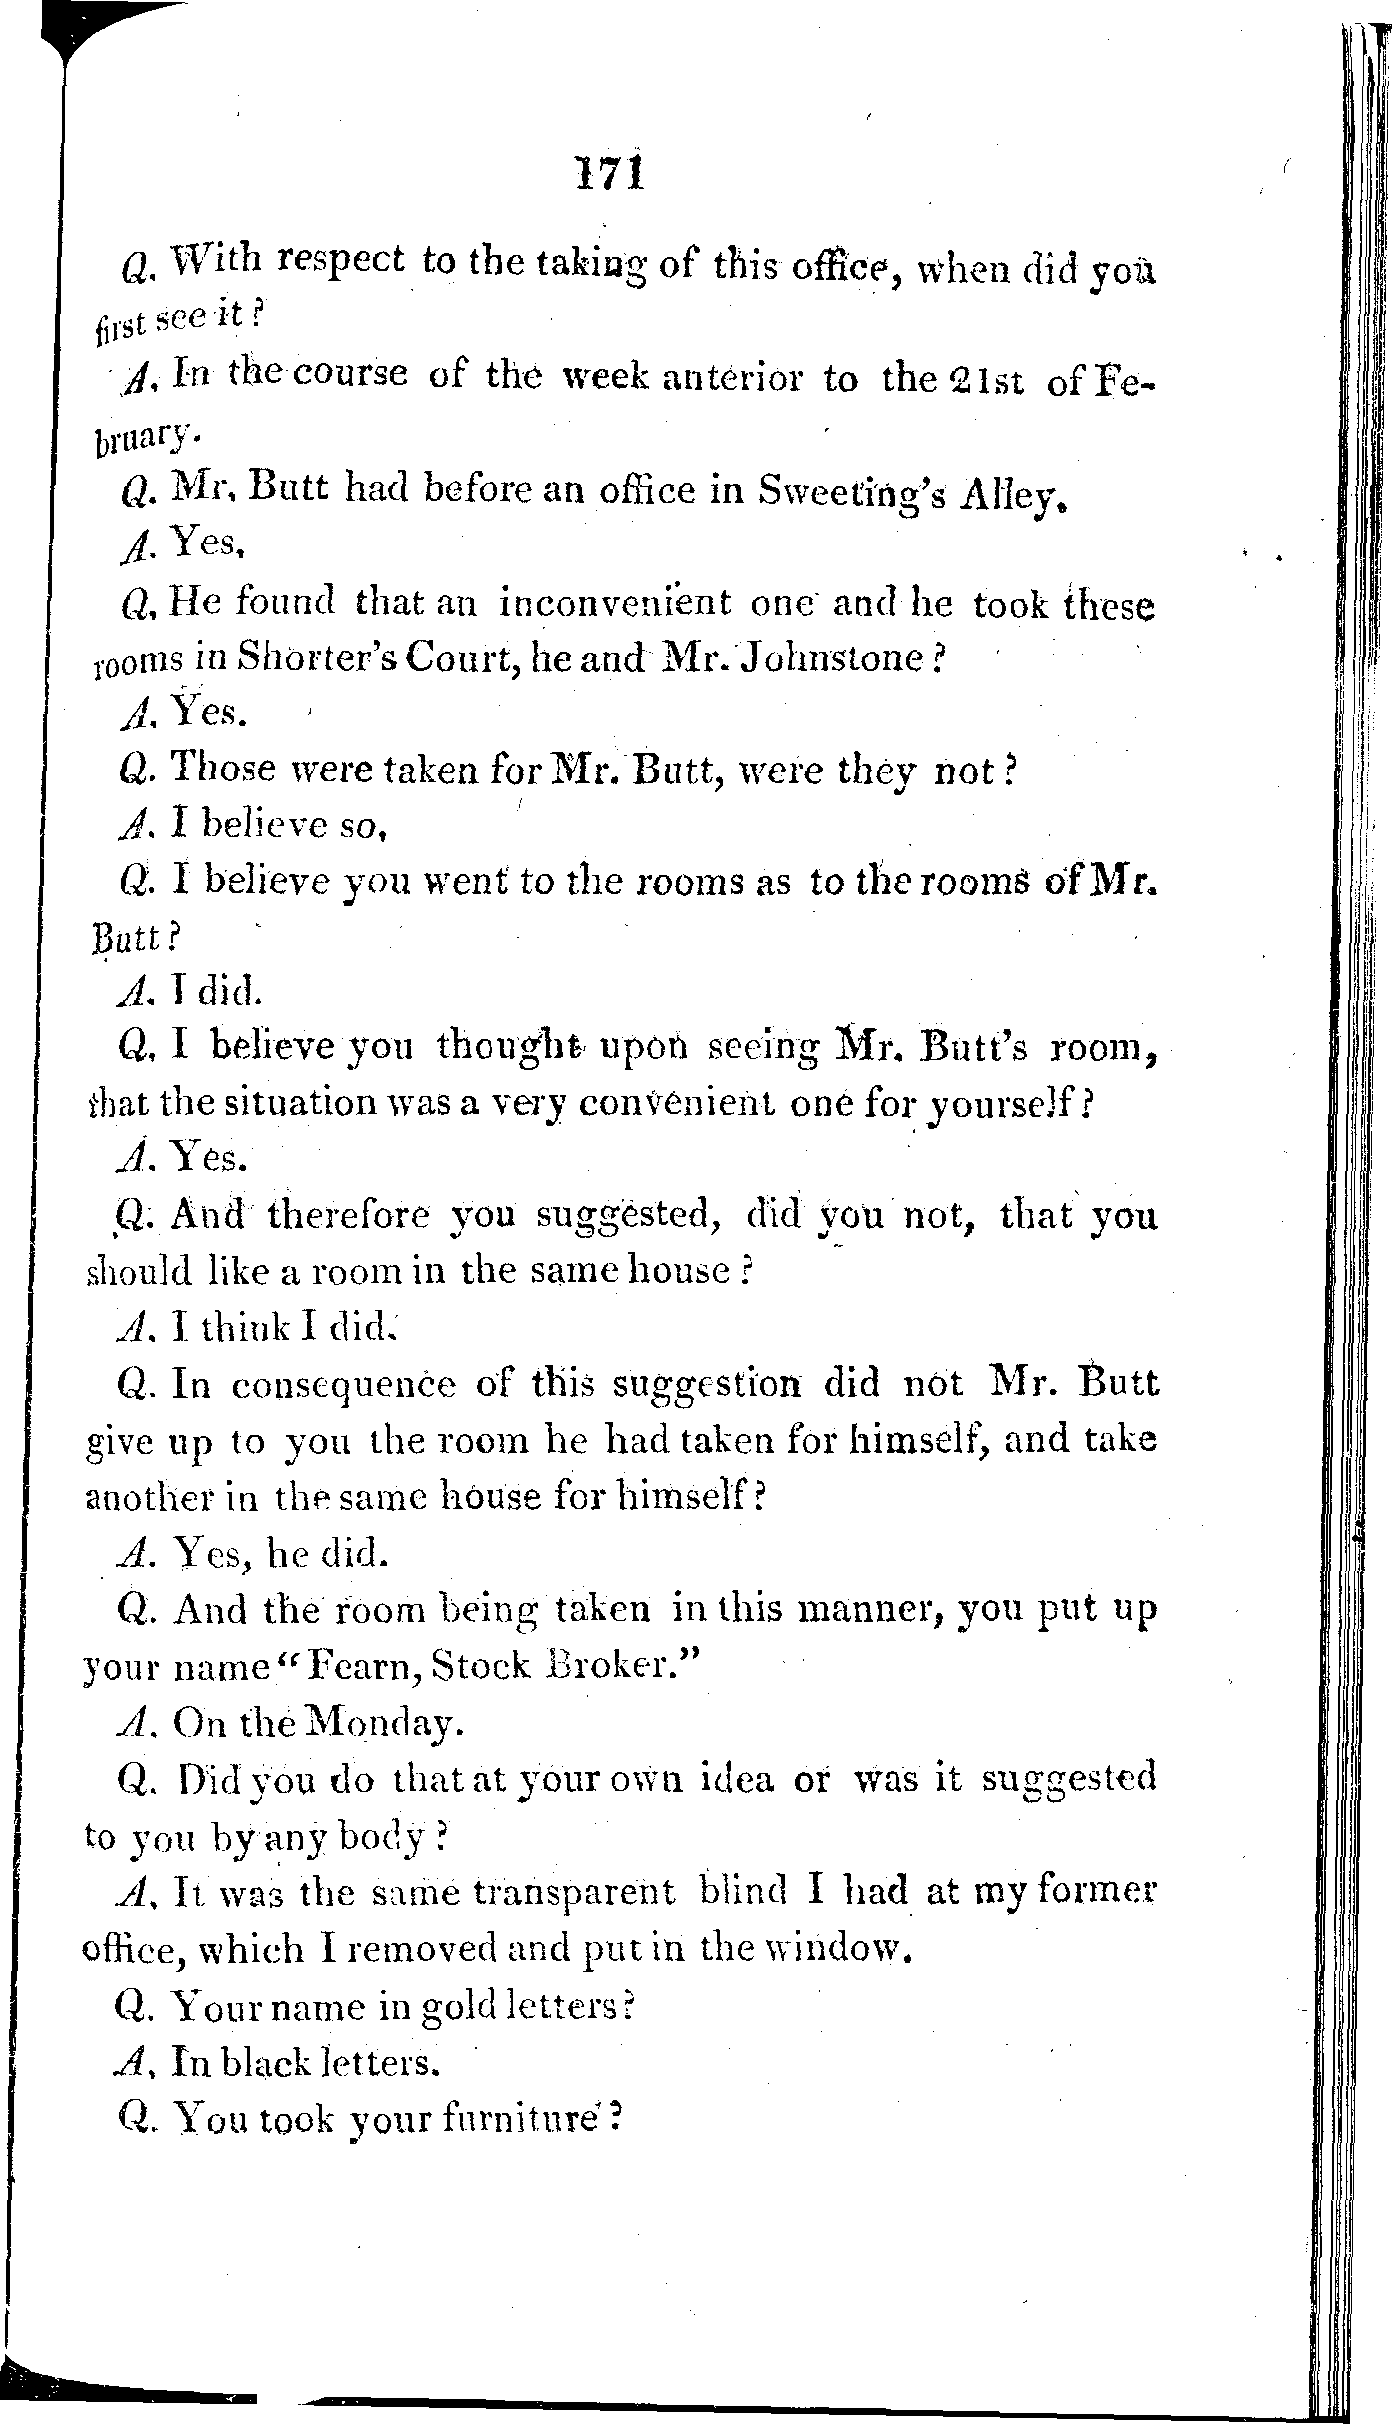 171
Q. With respect to the taking of this office, when did you
first see it?
A. In the course of the week anterior to the 21st of Fe-
bruary.
Q. Mr. Butt had before an office in Sweeting's Alley.
A. Yes.
Q. He found that an inconvenient one and he took these
rooms in Shorter's Court, he and Mr. Johnstone?
A. Yes.
Q. Those were taken for Mr. Butt, were they not?
A. I believe so.
Q. I believe you went to the rooms as to the rooms of Mr.
Butt?
A. I did.
Q. I believe you thought upon seeing Mr. Butt's room,
that the situation was a very convenient one for yourself?
A. Yes.
Q. And therefore you suggested, did you not, that you
should like a room in the same house?
A. I think I did.
Q. In consequence of this suggestion did not Mr. Butt
give up to you the room he had taken for himself, and take
another in the same house for himself?
A. Yes, he did.
Q. And the room being taken in this manner, you put up
your name "Fearn, Stock Broker."
A. On the Monday.
Q. Did you do that at your own idea or was it suggested
to you by any body?
A. It was the same transparent blind I had at my former
office, which I removed and put in the window.
Q. Your name in gold letters?
A. In black letters.
Q. You took your furniture?